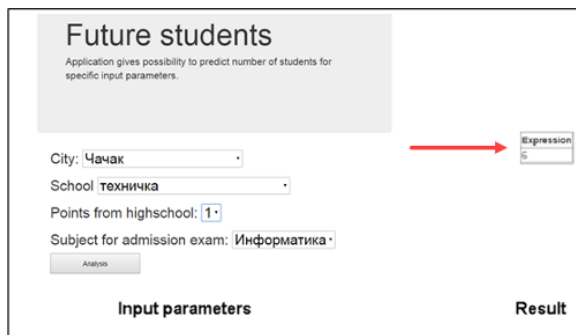 Future students
Application gives possibility to predict number of students for
specific input parameters.
Expression
6
City: Чачак
School техничка
Points from highschool: 1
Subject for admission exam: Информатика
Analysis
Input parameters
Result